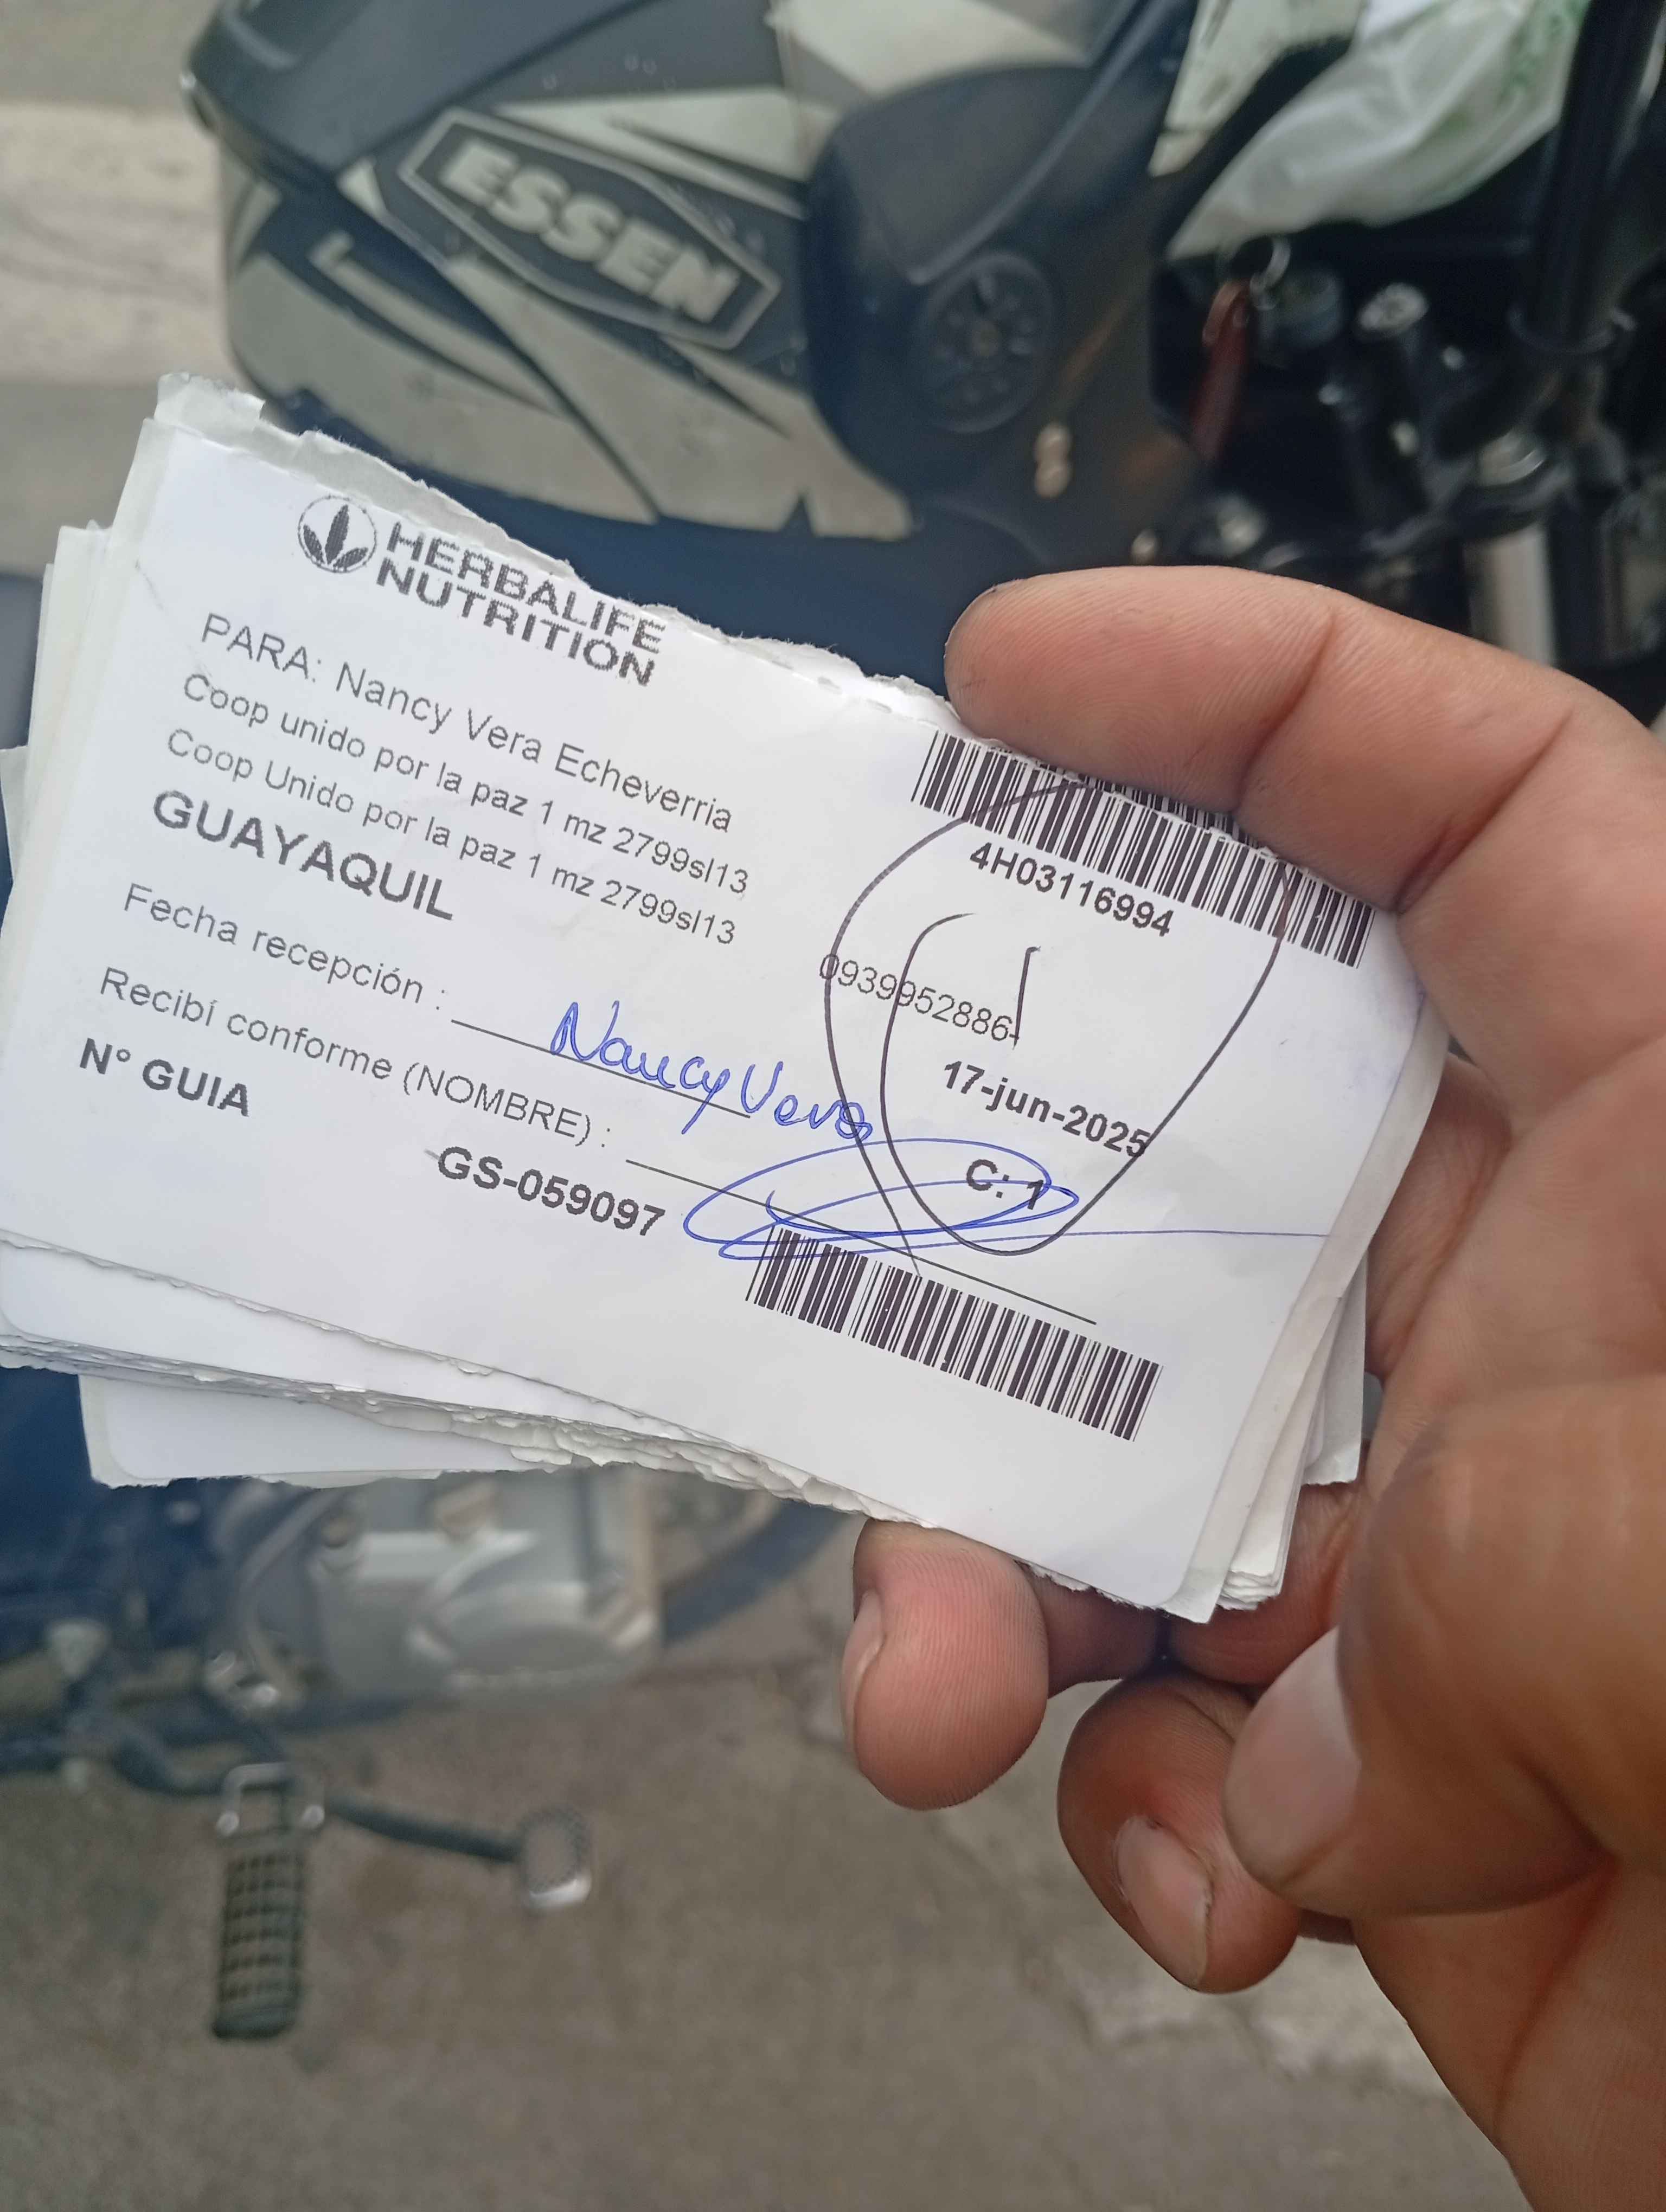 ESSEN
HERBALIFE
NUTRITION
PARA: Nancy Vera Echeverria
Coop unido por la paz 1 mz 2799sl13
Coop Unido por la paz 1 mz 2799sl13
GUAYAQUIL
4H03116994
0939952886-
17-jun-2025
C: 1
Fecha recepción :
Nancy Vera
Recibí conforme (NOMBRE) :
N° GUIA
GS-059097